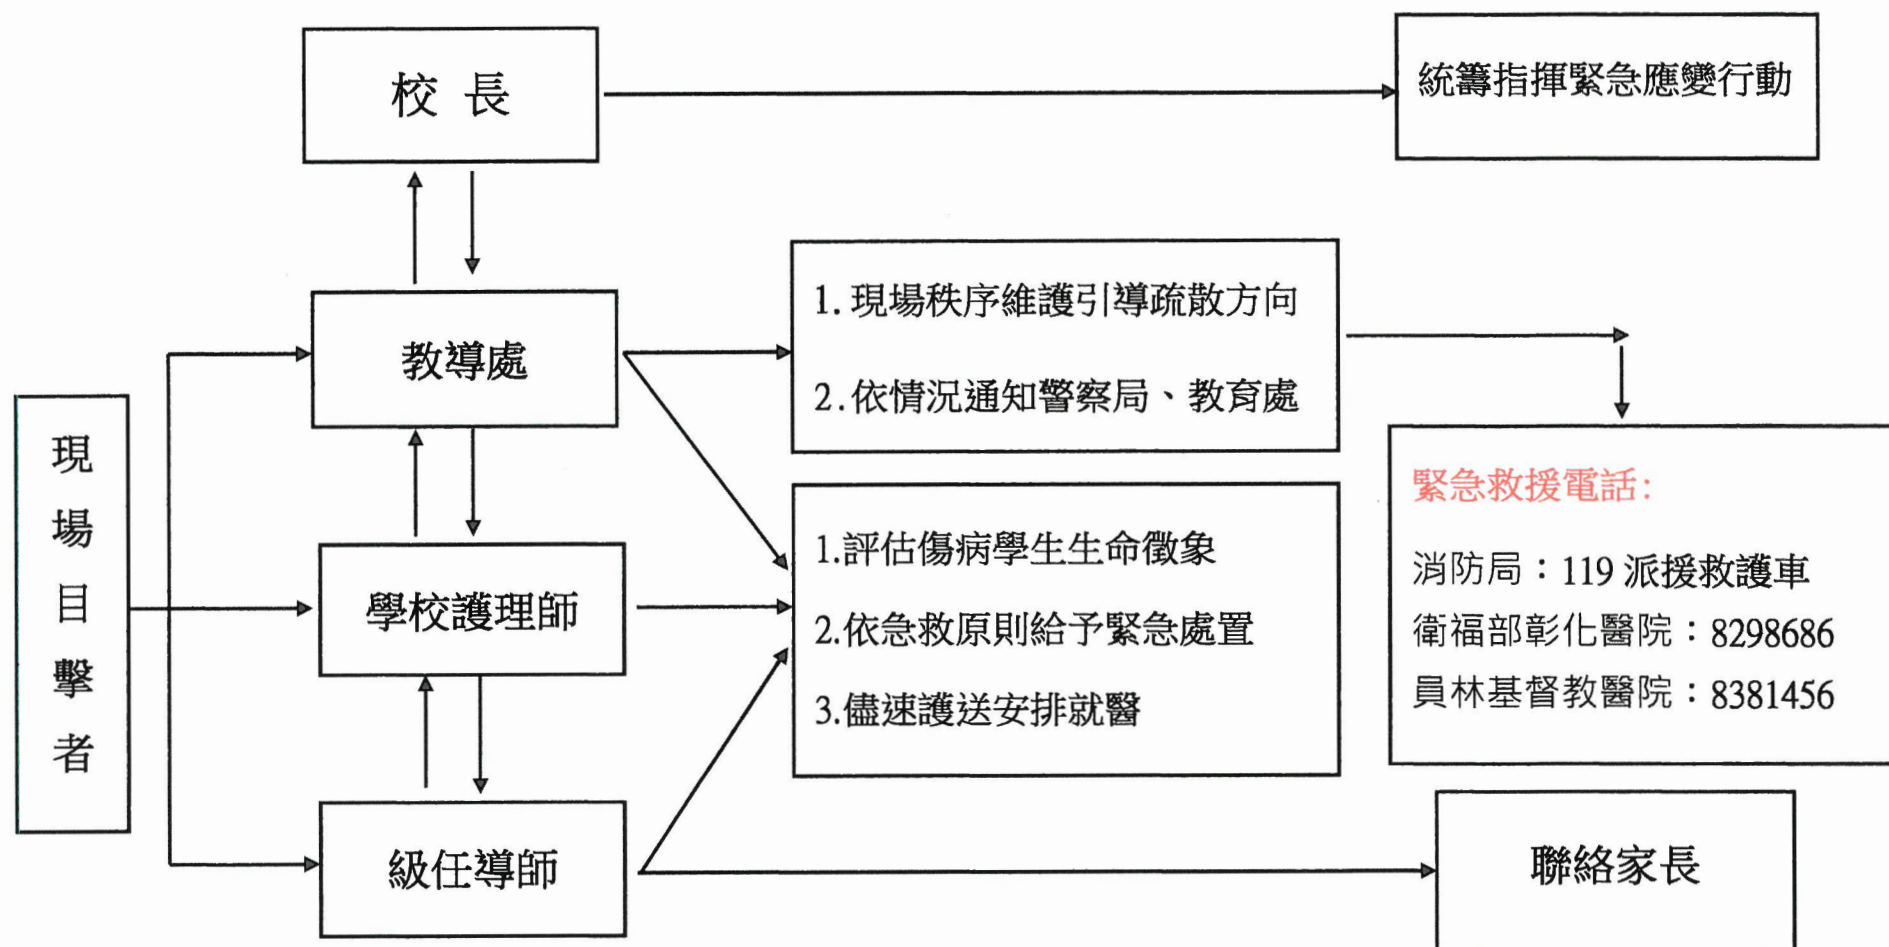 校 長
統籌指揮緊急應變行動
教導處
1. 現場秩序維護引導疏散方向
2.依情況通知警察局、教育處
現場目擊者
緊急救援電話:
消防局：119 派援救護車
衛福部彰化醫院：8298686
員林基督教醫院：8381456
學校護理師
1.評估傷病學生生命徵象
2.依急救原則給予緊急處置
3.儘速護送安排就醫
級任導師
聯絡家長